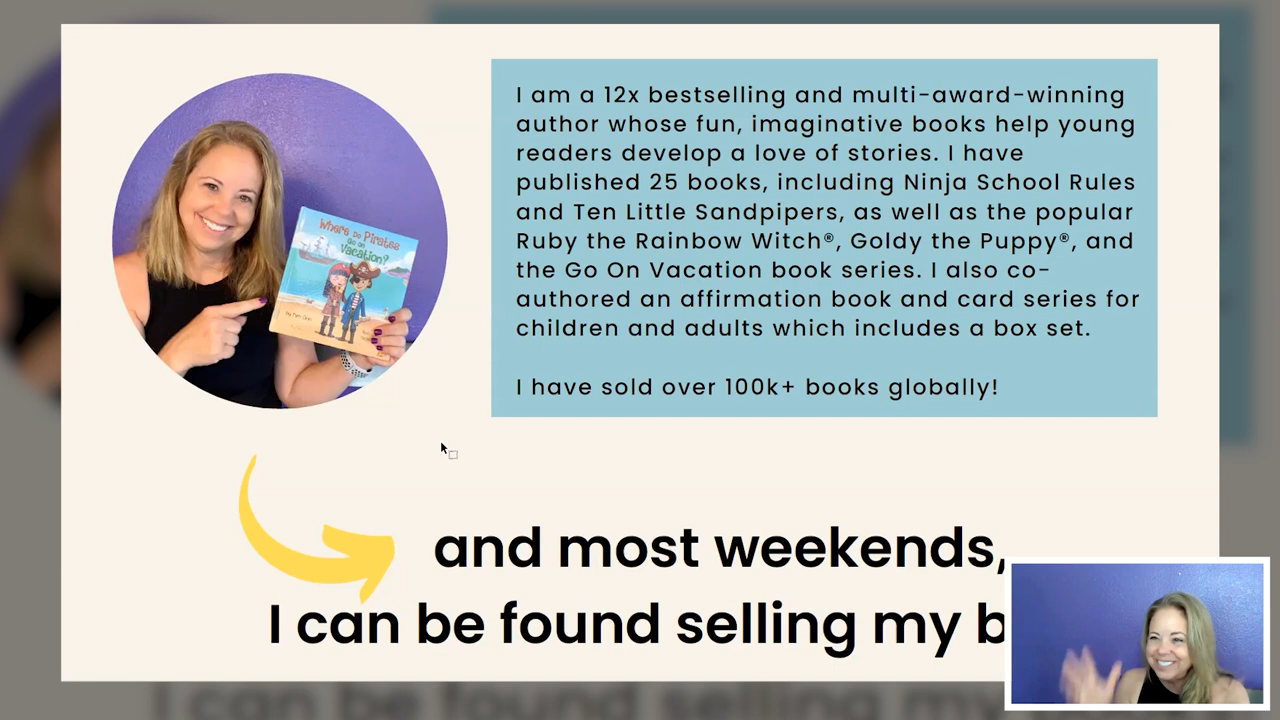 I am a 12x bestselling and multi-award-winning
author whose fun, imaginative books help young
readers develop a love of stories. I have
published 25 books, including Ninja School Rules
and Ten Little Sandpipers, as well as the popular
Ruby the Rainbow Witch®, Goldy the Puppy®, and
the Go On Vacation book series. I also co-
authored an affirmation book and card series for
children and adults which includes a box set.
I have sold over 100k+ books globally!
Where Do Pirates
Go on
Vacation?
and most weekends,
I can be found selling my b